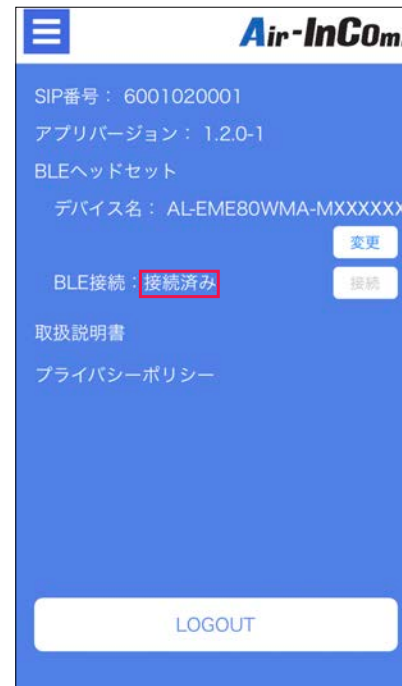 Air-InCom
SIP番号： 6001020001
アプリバージョン： 1.2.0-1
BLEヘッドセット
デバイス名： AL-EME80WMA-MXXXXXX
変更
BLE接続：接続済み 接続
取扱説明書
プライバシーポリシー
LOGOUT